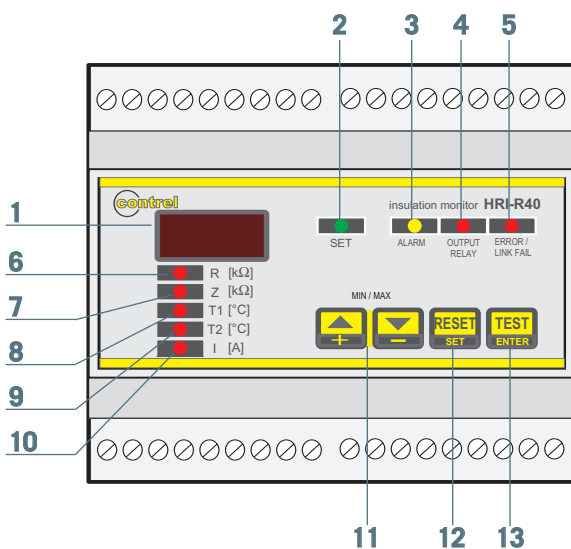 2 3 4 5
contrel
insulation monitor HRI-R40
1
SET
ALARM
OUTPUT
RELAY
ERROR /
LINK FAIL
6
R [kΩ]
7
Z [kΩ]
8
T1 [°C]
9
T2 [°C]
10
I [A]
MIN / MAX
+
−
RESET
SET
TEST
ENTER
11 12 13